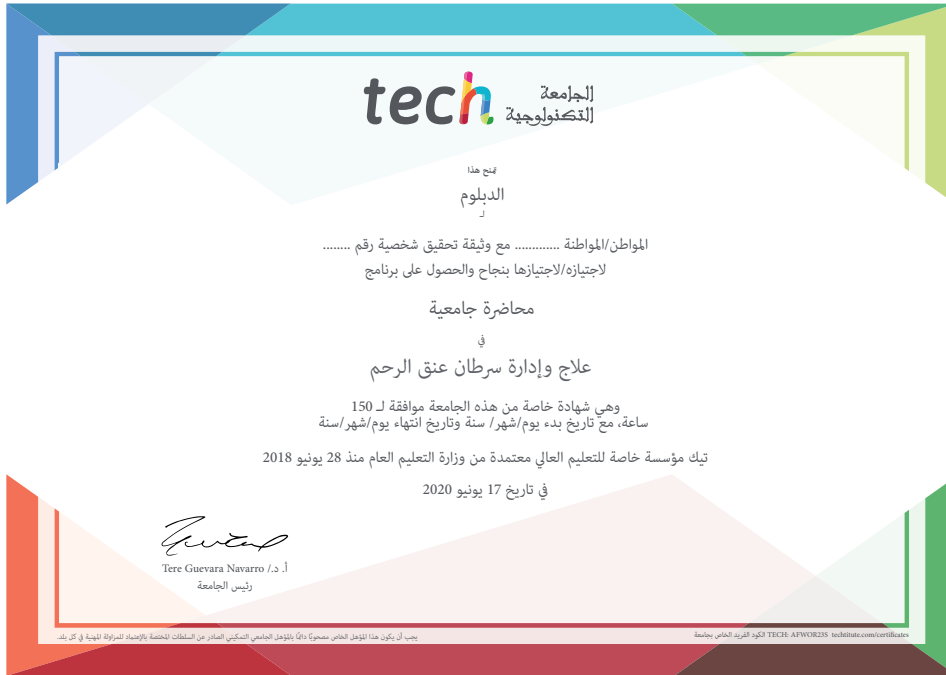 tech الجامعة
التكنولوجية
تمنح هذا
الدبلوم
لـ
المواطن/المواطنة ............ مع وثيقة تحقيق شخصية رقم ........
لاجتيازه/لاجتيازها بنجاح والحصول على برنامج
محاضرة جامعية
في
علاج وإدارة سرطان عنق الرحم
وهي شهادة خاصة من هذه الجامعة موافقة لـ 150
ساعة، مع تاريخ بدء يوم/شهر/ سنة وتاريخ انتهاء يوم/شهر/سنة
تيك مؤسسة خاصة للتعليم العالي معتمدة من وزارة التعليم العام منذ 28 يونيو 2018
في تاريخ 17 يونيو 2020
أ. د./ Tere Guevara Navarro
رئيس الجامعة
يجب أن يكون هذا المؤهل الخاص مصحوبًا دائمًا بالمؤهل الجامعي التمكيني الصادر عن السلطات المختصة بالإعتماد للمزاولة المهنية في كل بلد.
الكود الفريد الخاص بجامعة TECH: AFWOR235 techtitute.com/certificates